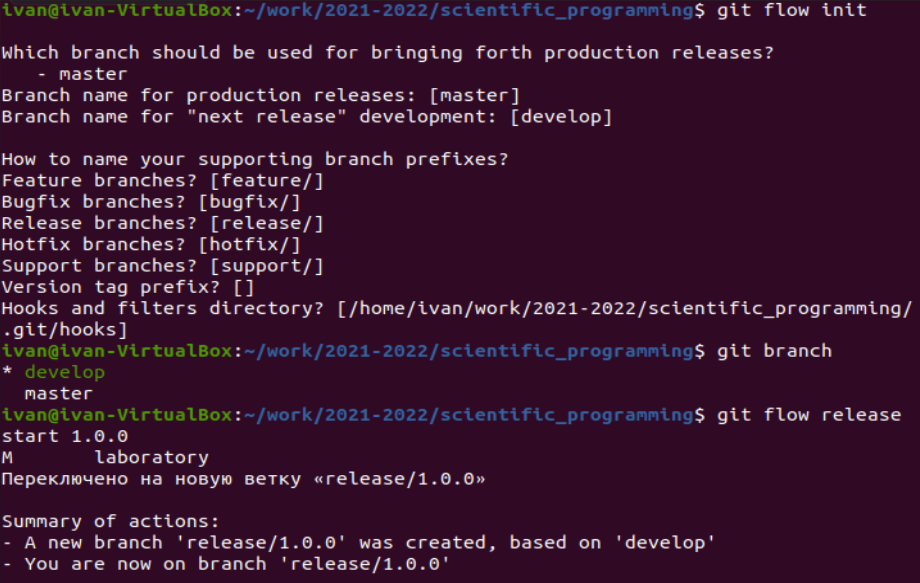 ivan@ivan-VirtualBox:~/work/2021-2022/scientific_programming$ git flow init
Which branch should be used for bringing forth production releases?
   - master
Branch name for production releases: [master]
Branch name for "next release" development: [develop]
How to name your supporting branch prefixes?
Feature branches? [feature/]
Bugfix branches? [bugfix/]
Release branches? [release/]
Hotfix branches? [hotfix/]
Support branches? [support/]
Version tag prefix? []
Hooks and filters directory? [/home/ivan/work/2021-2022/scientific_programming/
.git/hooks]
ivan@ivan-VirtualBox:~/work/2021-2022/scientific_programming$ git branch
* develop
  master
ivan@ivan-VirtualBox:~/work/2021-2022/scientific_programming$ git flow release
start 1.0.0
M       laboratory
Переключено на новую ветку «release/1.0.0»
Summary of actions:
- A new branch 'release/1.0.0' was created, based on 'develop'
- You are now on branch 'release/1.0.0'